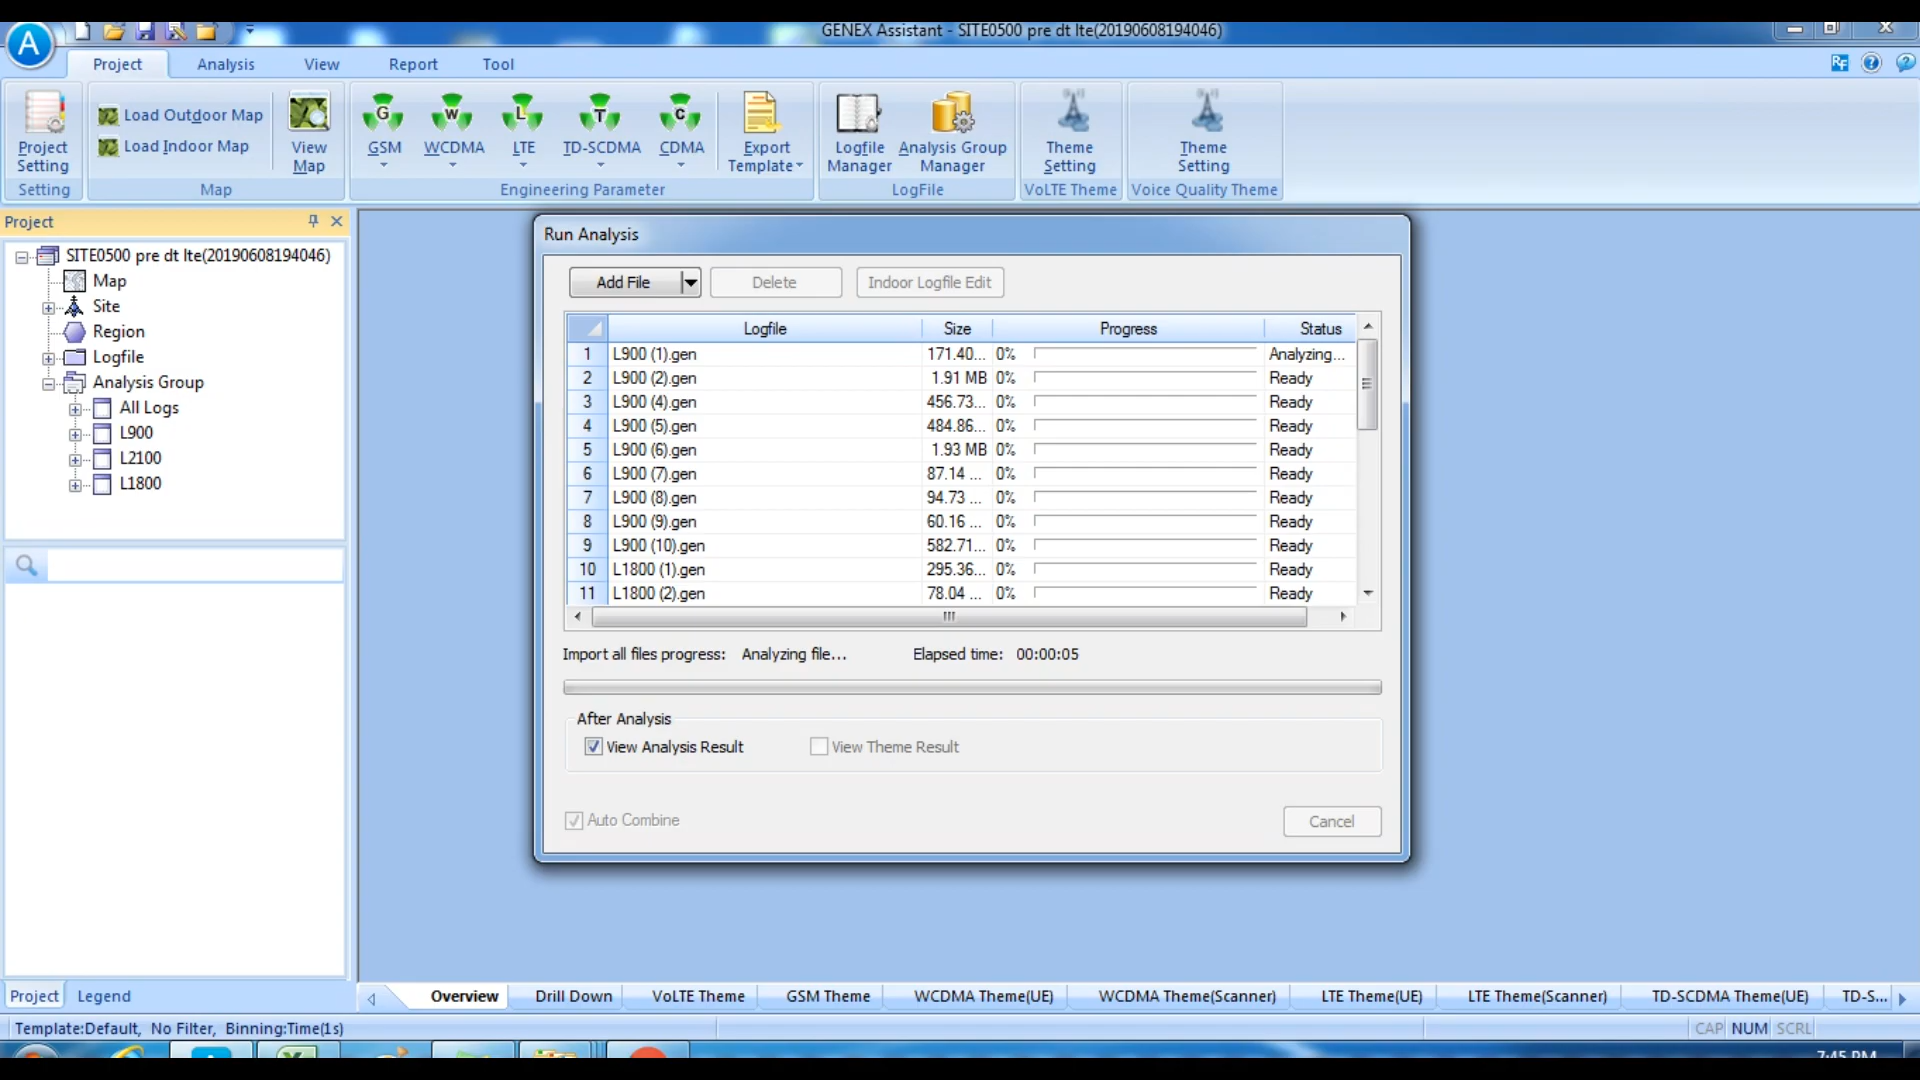 GENEX Assistant - SITE0500 pre dt lte(20190608194046)
A
Project Analysis View Report Tool
RF
Project Setting
Load Outdoor Map
Load Indoor Map
View Map
G W L T C
GSM WCDMA LTE TD-SCDMA CDMA
Export Template
Logfile Manager
Analysis Group Manager
Theme Setting
Theme Setting
Setting Map Engineering Parameter LogFile VoLTE Theme Voice Quality Theme
Project
SITE0500 pre dt lte(20190608194046)
Map
Site
Region
Logfile
Analysis Group
All Logs
L900
L2100
L1800
Run Analysis
Add File Delete Indoor Logfile Edit
Logfile Size Progress Status
1 L900 (1).gen 171.40... 0% Analyzing...
2 L900 (2).gen 1.91 MB 0% Ready
3 L900 (4).gen 456.73... 0% Ready
4 L900 (5).gen 484.86... 0% Ready
5 L900 (6).gen 1.93 MB 0% Ready
6 L900 (7).gen 87.14 ... 0% Ready
7 L900 (8).gen 94.73 ... 0% Ready
8 L900 (9).gen 60.16 ... 0% Ready
9 L900 (10).gen 582.71... 0% Ready
10 L1800 (1).gen 295.36... 0% Ready
11 L1800 (2).gen 78.04 ... 0% Ready
Import all files progress: Analyzing file... Elapsed time: 00:00:05
After Analysis
View Analysis Result View Theme Result
Auto Combine Cancel
Project Legend
Overview Drill Down VoLTE Theme GSM Theme WCDMA Theme(UE) WCDMA Theme(Scanner) LTE Theme(UE) LTE Theme(Scanner) TD-SCDMA Theme(UE) TD-S...
Template:Default, No Filter, Binning:Time(1s)
CAP NUM SCRL
7:45 PM